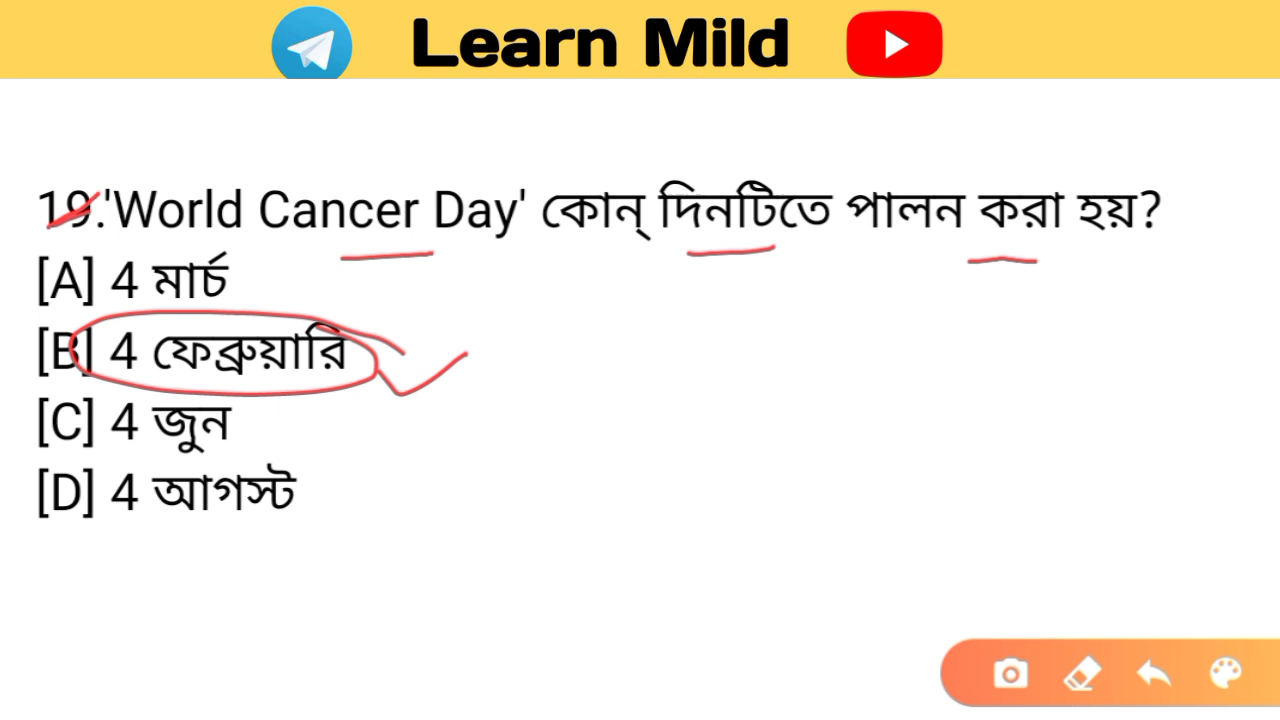 Learn Mild
19.'World Cancer Day' কোন্ দিনটিতে পালন করা হয়?
[A] 4 মার্চ
[B] 4 ফেব্রুয়ারি
[C] 4 জুন
[D] 4 আগস্ট